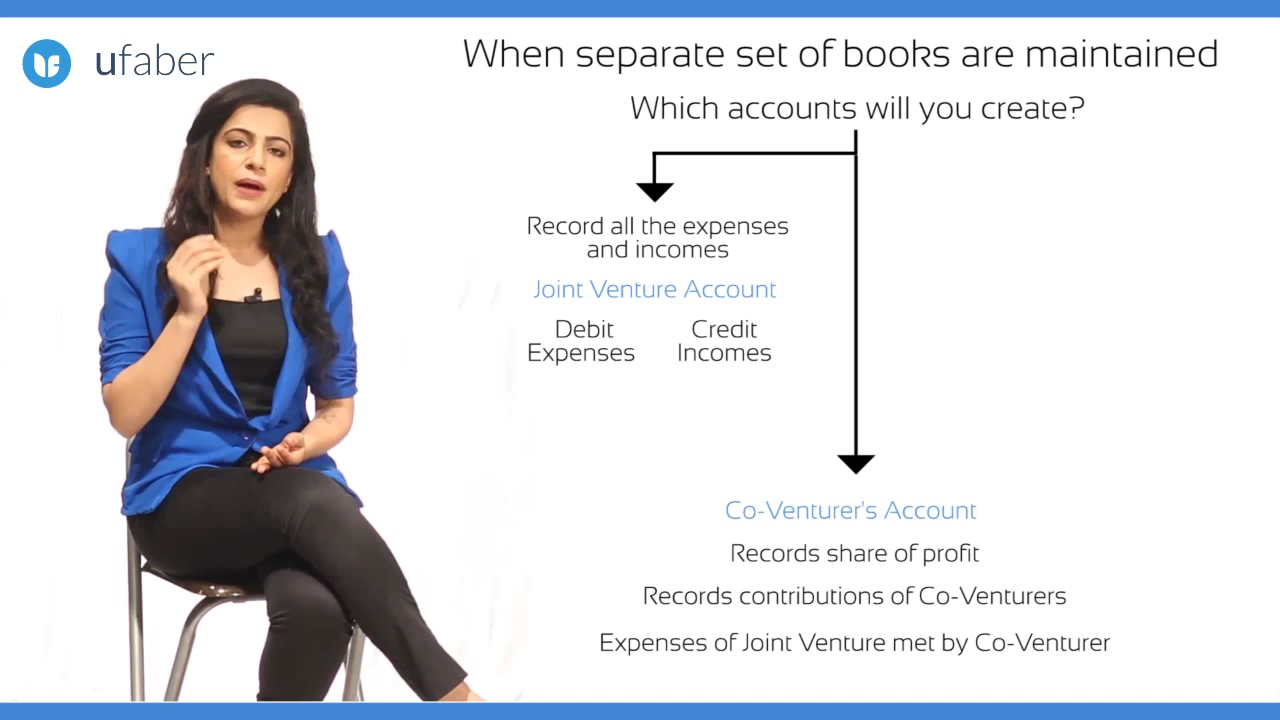 ufaber
When separate set of books are maintained
Which accounts will you create?
Record all the expenses
and incomes
Joint Venture Account
Debit
Expenses
Credit
Incomes
Co-Venturer's Account
Records share of profit
Records contributions of Co-Venturers
Expenses of Joint Venture met by Co-Venturer